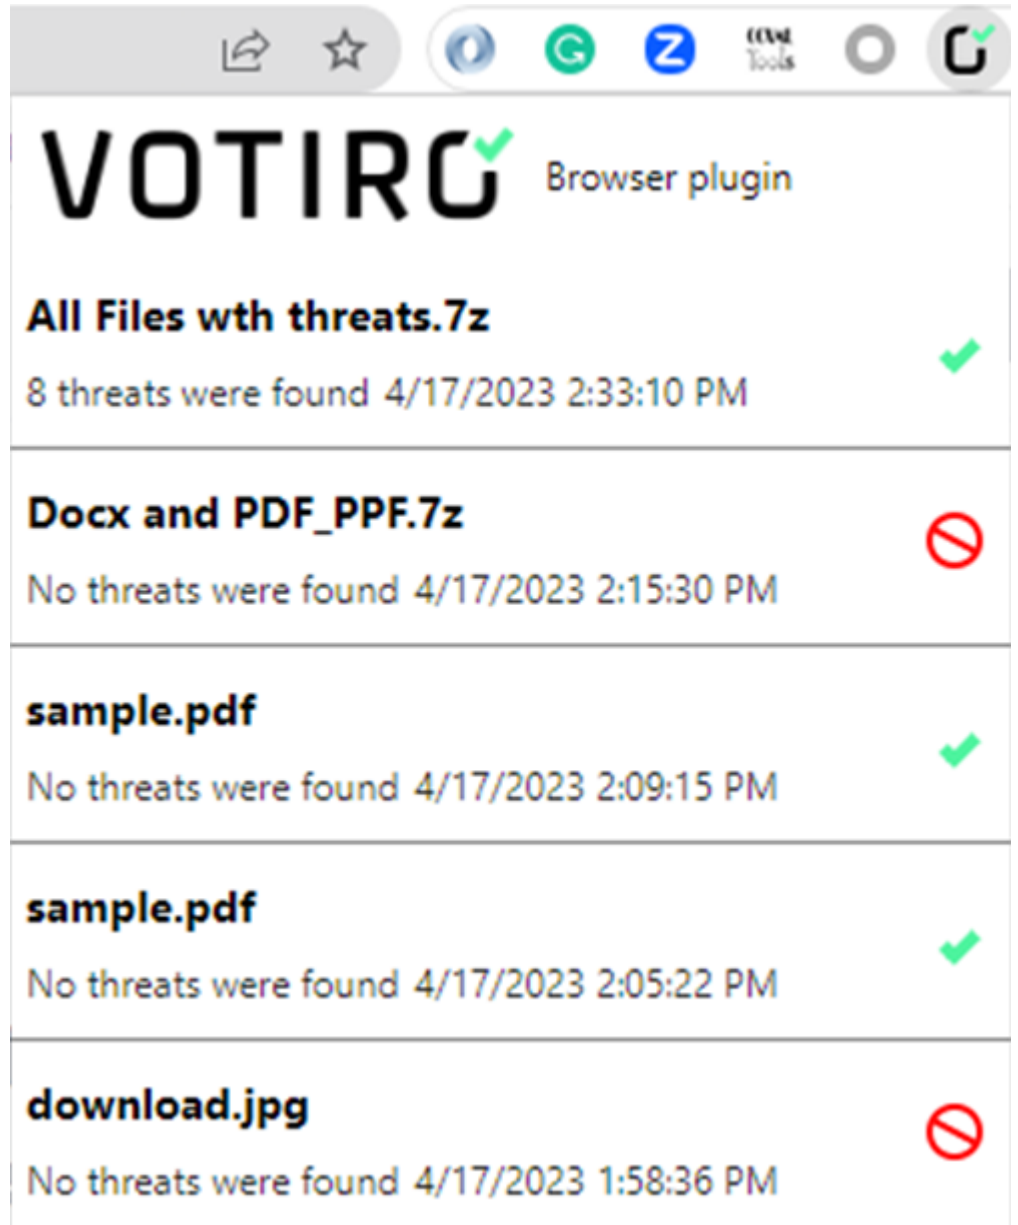 VOTIRO Browser plugin
All Files wth threats.7z
8 threats were found 4/17/2023 2:33:10 PM
Docx and PDF_PPF.7z
No threats were found 4/17/2023 2:15:30 PM
sample.pdf
No threats were found 4/17/2023 2:09:15 PM
sample.pdf
No threats were found 4/17/2023 2:05:22 PM
download.jpg
No threats were found 4/17/2023 1:58:36 PM